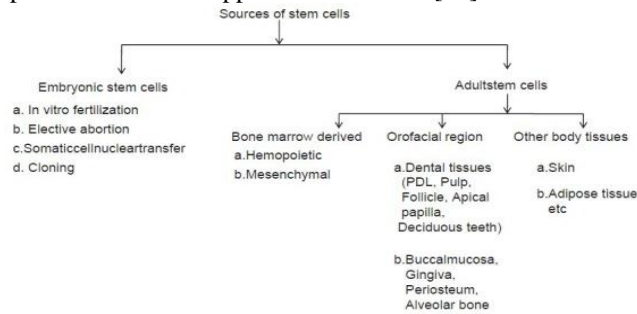 Sources of stem cells
Embryonic stem cells
a. In vitro fertilization
b. Elective abortion
c.Somaticcellnucleartransfer
d. Cloning
Adultstem cells
Bone marrow derived
a.Hemopoietic
b.Mesenchymal
Orofacial region
a.Dental tissues
(PDL, Pulp,
Follicle, Apical
papilla,
Deciduous teeth)
b.Buccalmucosa,
Gingiva,
Periosteum,
Alveolar bone
Other body tissues
a.Skin
b.Adipose tissue
etc